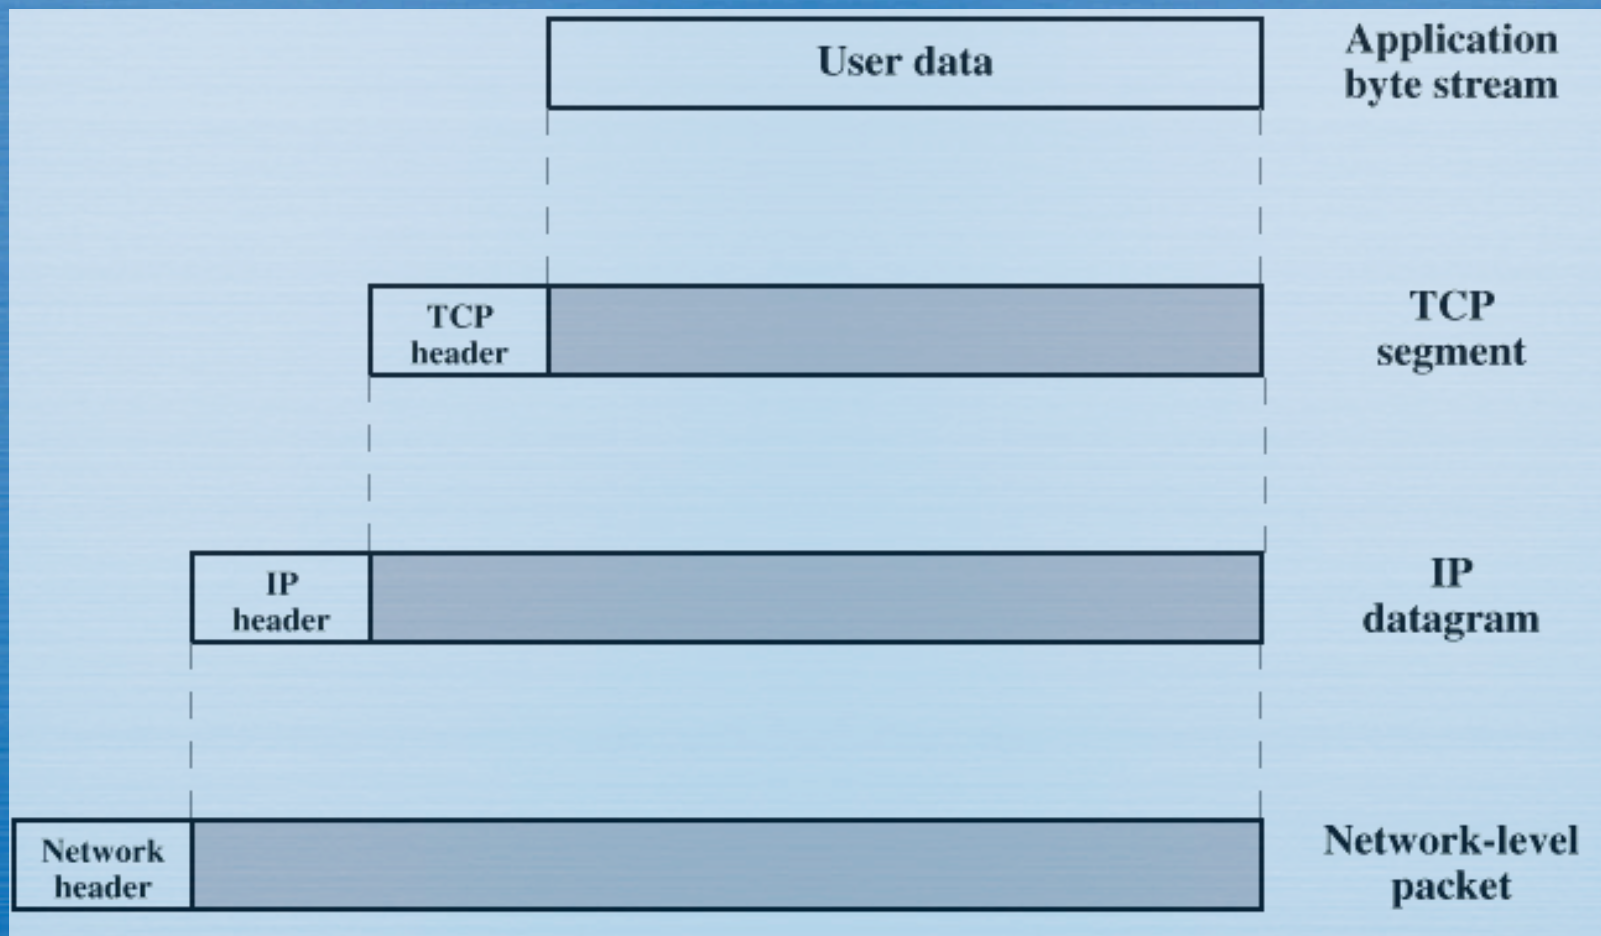 User data
Application
byte stream
TCP
header
TCP
segment
IP
header
IP
datagram
Network
header
Network-level
packet